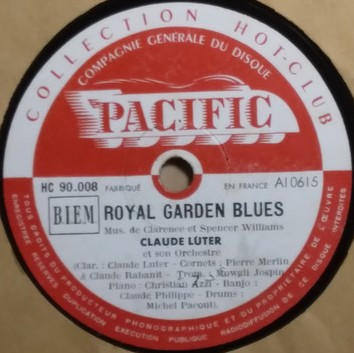 COLLECTION HOT-CLUB
COMPAGNIE GÉNÉRALE DU DISQUE
PACIFIC
HC 90.008 FABRIQUÉ EN FRANCE AI 0615
BIEM ROYAL GARDEN BLUES
Mus. de Clarence et Spencer Williams
CLAUDE LUTER
et son Orchestre
(Clar.: Claude Luter - Cornets: Pierre Merlin
& Claude Rabanit - Trom.: Mowgli Jospin
Piano: Christian Azzi - Banjo:
Claude Philippe - Drums:
Michel Pacout).
TOUS DROITS DU PRODUCTEUR PHONOGRAPHIQUE ET DU PROPRIÉTAIRE DE L'ŒUVRE
ENREGISTRÉE RÉSERVÉS DUPLICATION EXÉCUTION PUBLIQUE RADIODIFFUSION DE CE DISQUE INTERDITES